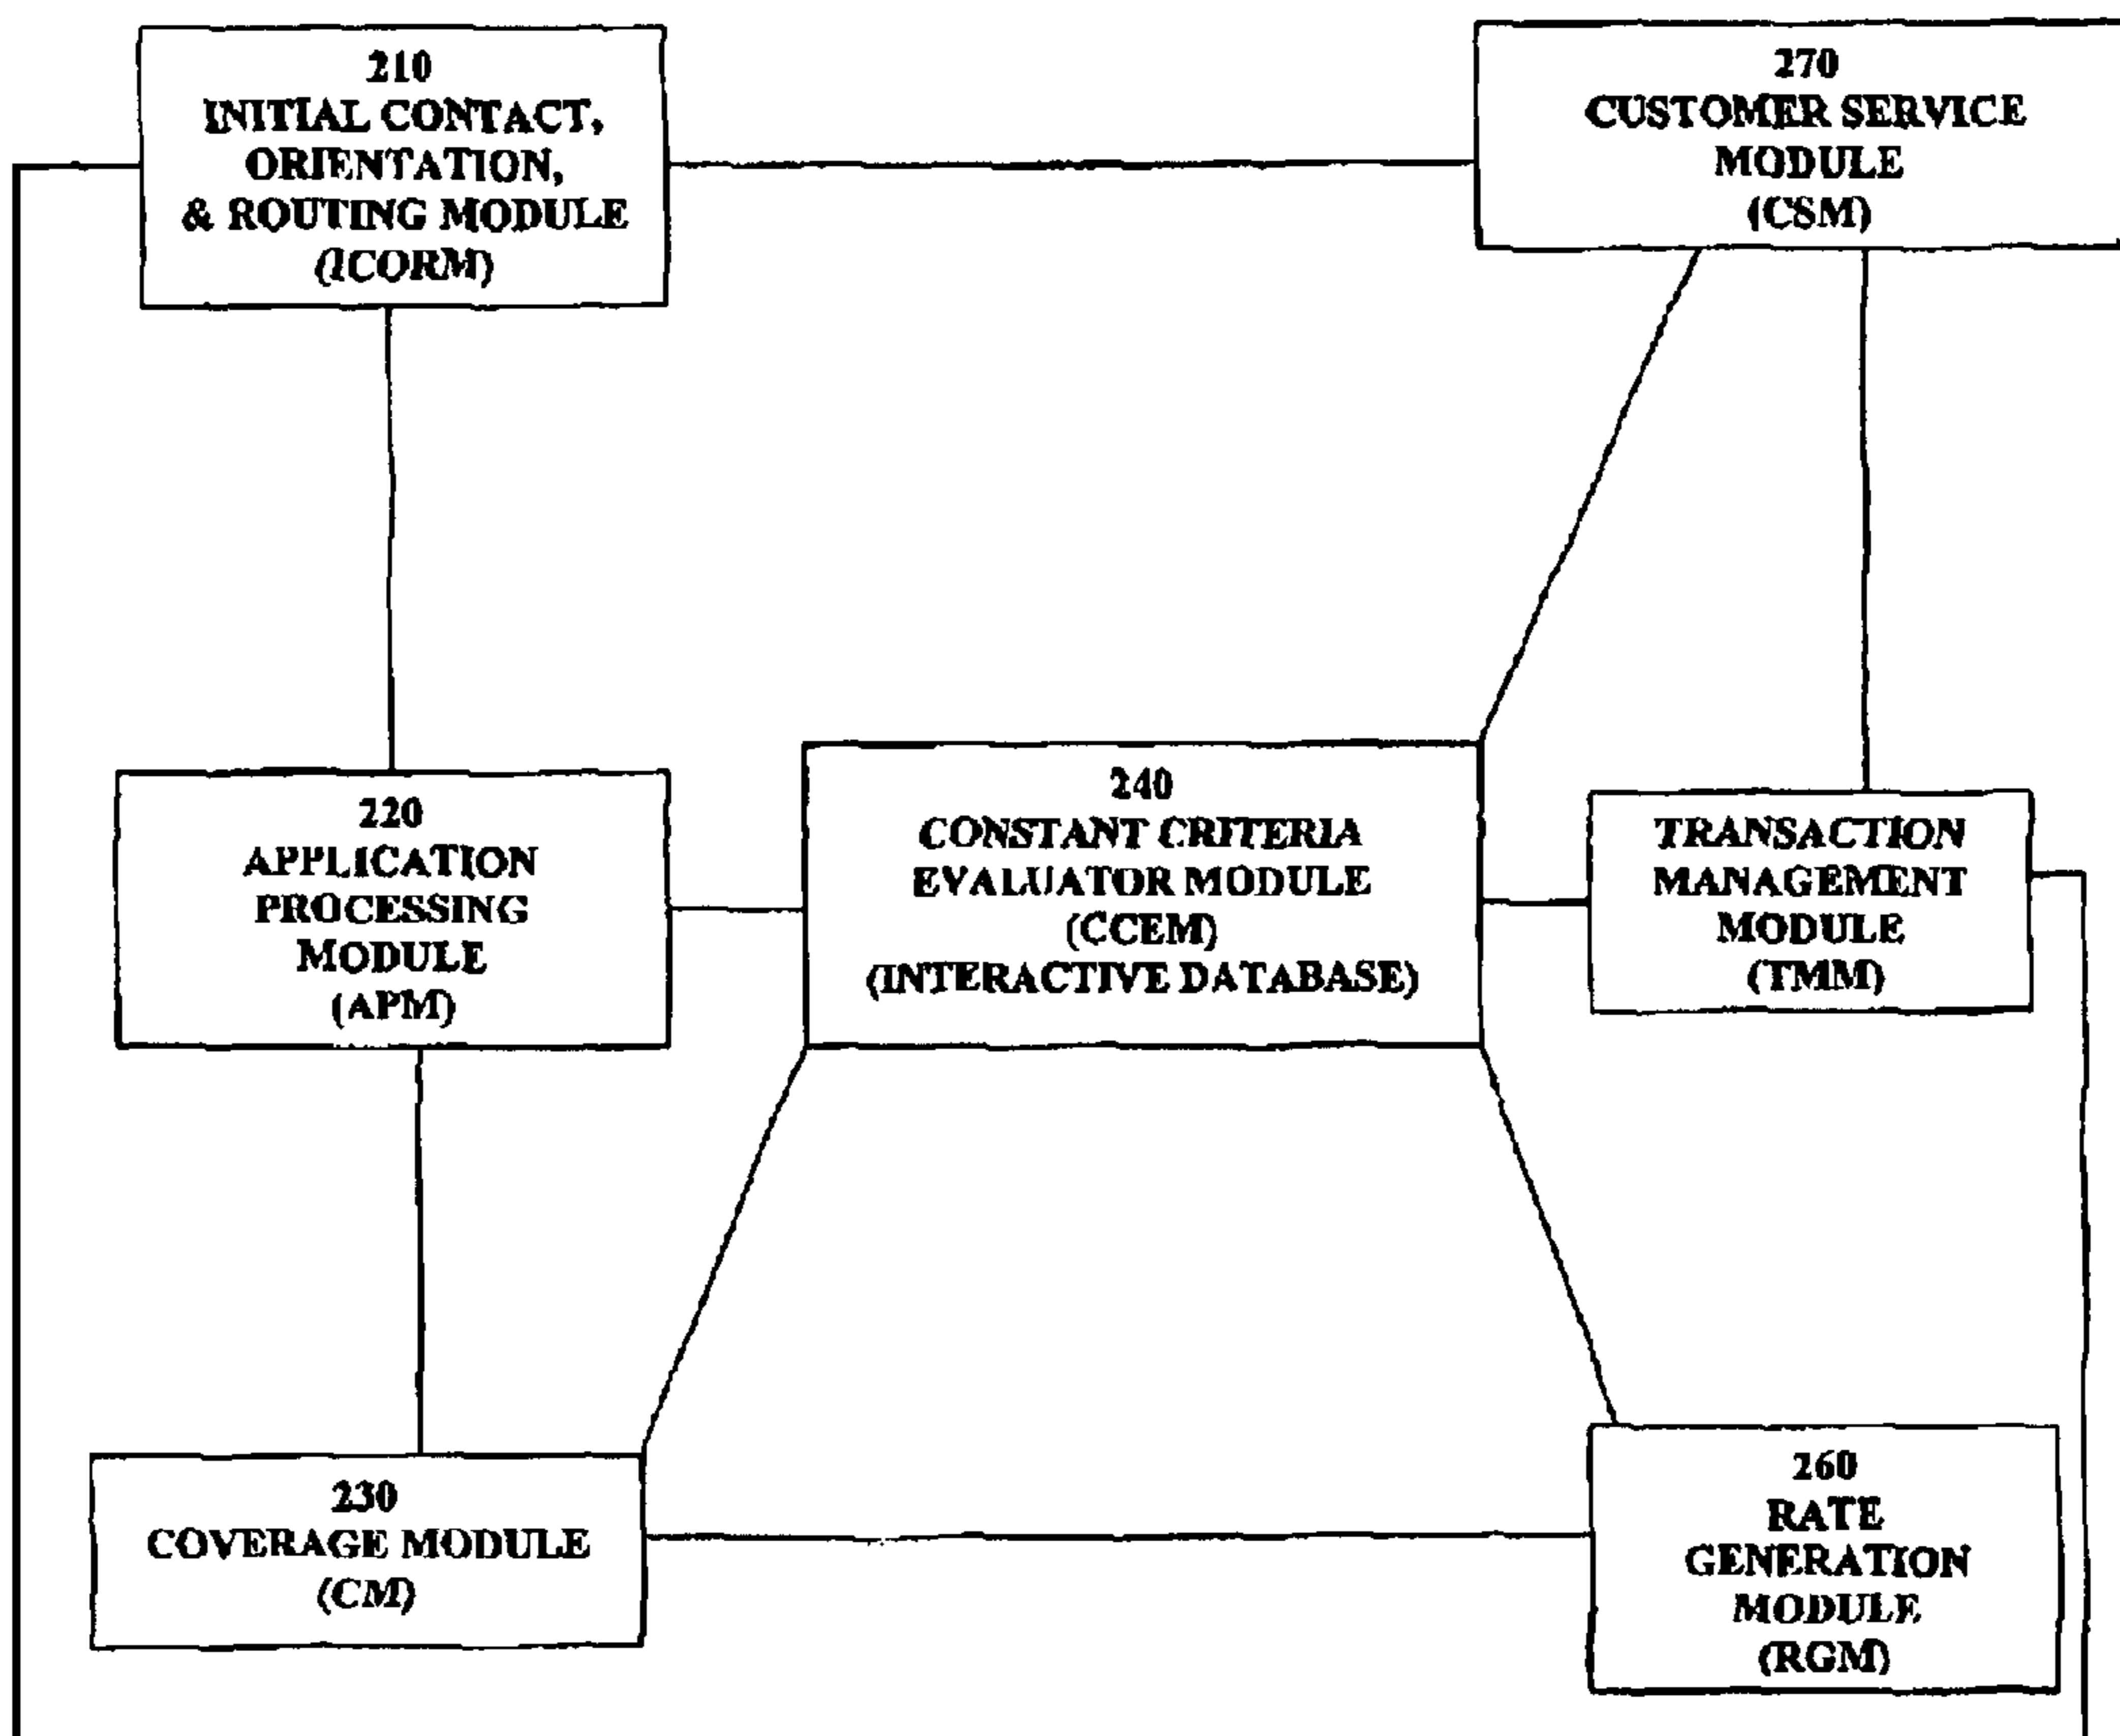 210
INITIAL CONTACT,
ORIENTATION,
& ROUTING MODULE
(ICORM)
270
CUSTOMER SERVICE
MODULE
(CSM)
220
APPLICATION
PROCESSING
MODULE
(APM)
240
CONSTANT CRITERIA
EVALUATOR MODULE
(CCEM)
(INTERACTIVE DATABASE)
TRANSACTION
MANAGEMENT
MODULE
(TMM)
230
COVERAGE MODULE
(CM)
260
RATE
GENERATION
MODULE
(RGM)